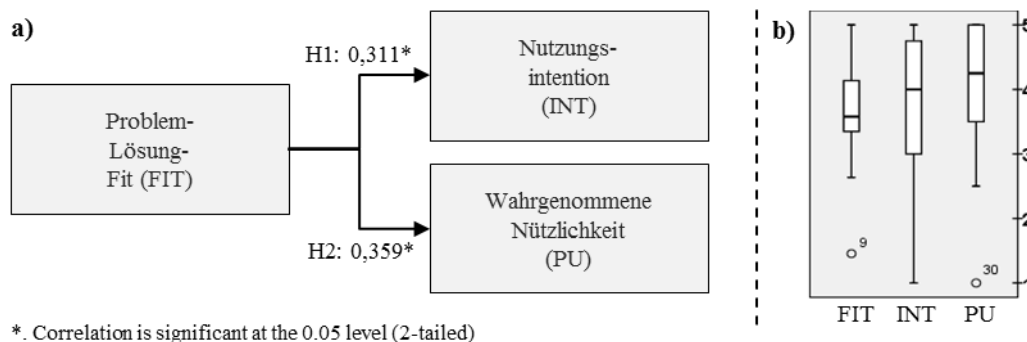 a)
Problem-
Lösung-
Fit (FIT)
H1: 0,311*
Nutzungs-
intention
(INT)
H2: 0,359*
Wahrgenommene
Nützlichkeit
(PU)
*. Correlation is significant at the 0.05 level (2-tailed)
b)
5
4
3
2
1
9
30
FIT INT PU